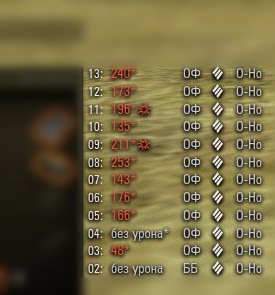 13: 240* ОФ О-Но
12: 173* ОФ О-Но
11: 196* ОФ О-Но
10: 135* ОФ О-Но
09: 211* ОФ О-Но
08: 253* ОФ О-Но
07: 143* ОФ О-Но
06: 176* ОФ О-Но
05: 166* ОФ О-Но
04: без урона* ОФ О-Но
03: 48* ОФ О-Но
02: без урона ББ О-Но